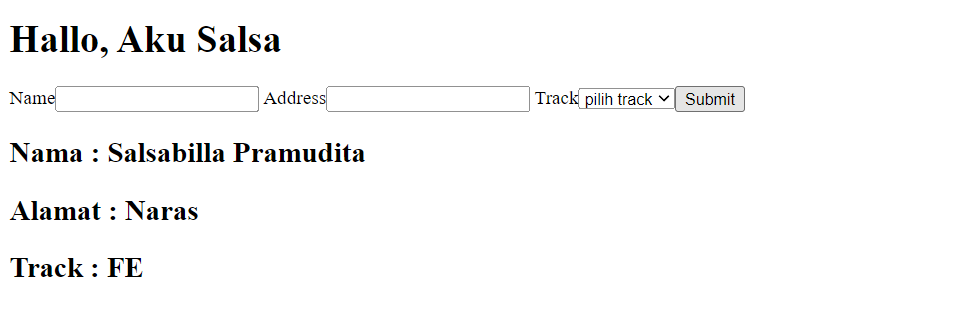 Hallo, Aku Salsa
Name Address Track pilih track Submit
Nama : Salsabilla Pramudita
Alamat : Naras
Track : FE